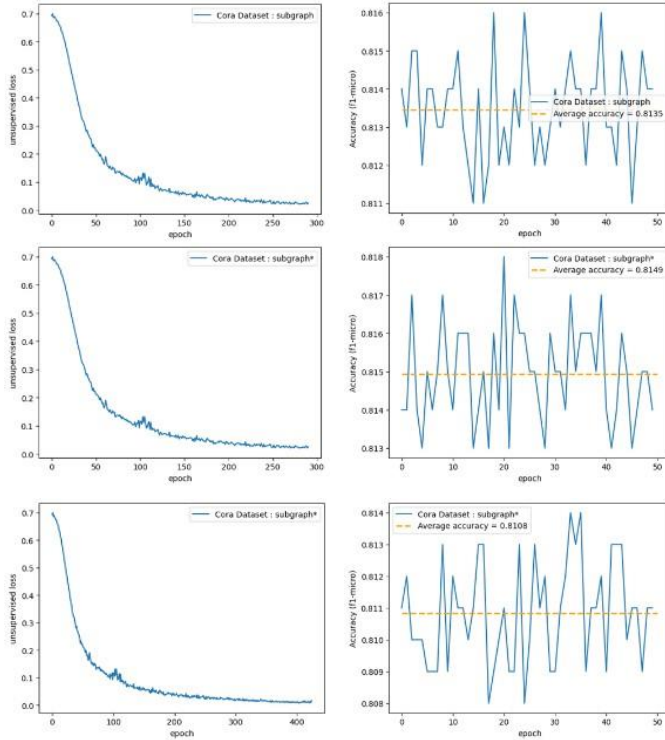 0.7
0.6
0.5
0.4
0.3
0.2
0.1
0.0
unsupervised loss
Cora Dataset : subgraph
0 50 100 150 200 250 300
epoch
0.816
0.815
0.814
0.813
0.812
0.811
Accuracy (f1-micro)
Cora Dataset : subgraph
Average accuracy = 0.8135
0 10 20 30 40 50
epoch
0.7
0.6
0.5
0.4
0.3
0.2
0.1
0.0
unsupervised loss
Cora Dataset : subgraph*
0 50 100 150 200 250 300
epoch
0.818
0.817
0.816
0.815
0.814
0.813
Accuracy (f1-micro)
Cora Dataset : subgraph*
Average accuracy = 0.8149
0 10 20 30 40 50
epoch
0.7
0.6
0.5
0.4
0.3
0.2
0.1
0.0
unsupervised loss
Cora Dataset : subgraph*
0 100 200 300 400
epoch
0.814
0.813
0.812
0.811
0.810
0.809
0.808
Accuracy (f1-micro)
Cora Dataset : subgraph*
Average accuracy = 0.8108
0 10 20 30 40 50
epoch